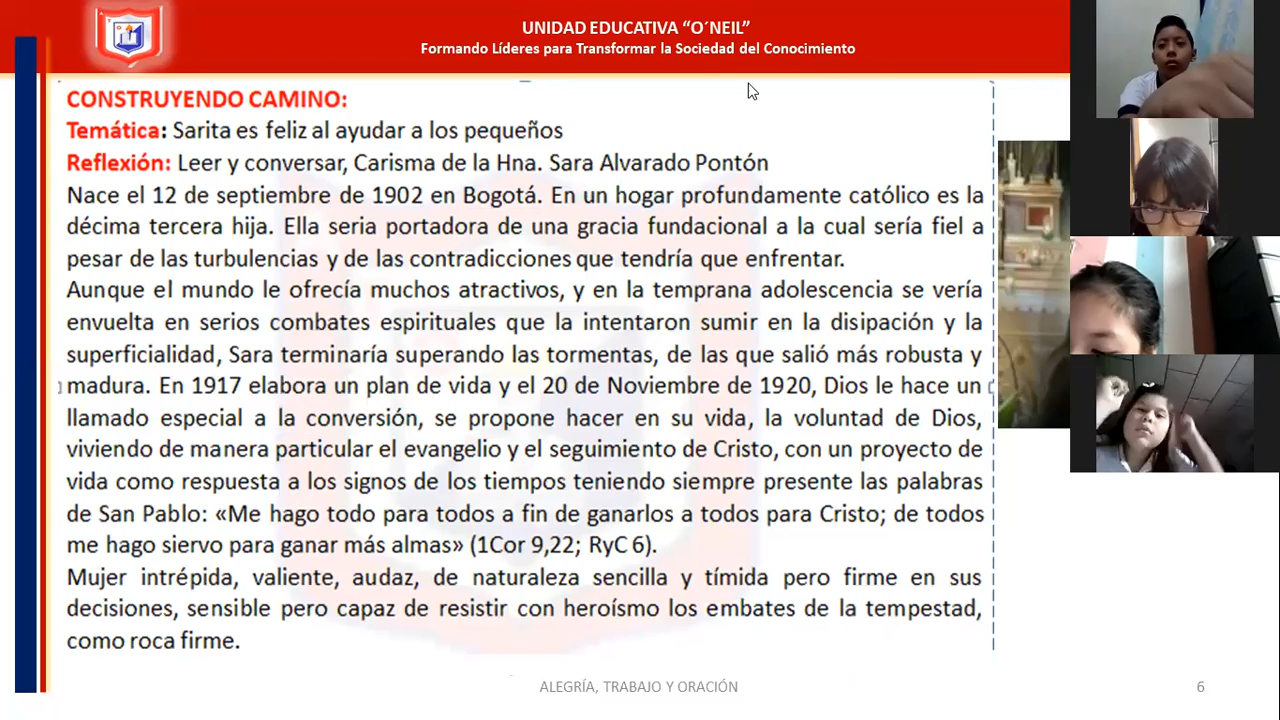 UNIDAD EDUCATIVA “O´NEIL”
Formando Líderes para Transformar la Sociedad del Conocimiento
CONSTRUYENDO CAMINO:
Temática: Sarita es feliz al ayudar a los pequeños
Reflexión: Leer y conversar, Carisma de la Hna. Sara Alvarado Pontón
Nace el 12 de septiembre de 1902 en Bogotá. En un hogar profundamente católico es la
décima tercera hija. Ella seria portadora de una gracia fundacional a la cual sería fiel a
pesar de las turbulencias y de las contradicciones que tendría que enfrentar.
Aunque el mundo le ofrecía muchos atractivos, y en la temprana adolescencia se vería
envuelta en serios combates espirituales que la intentaron sumir en la disipación y la
superficialidad, Sara terminaría superando las tormentas, de las que salió más robusta y
madura. En 1917 elabora un plan de vida y el 20 de Noviembre de 1920, Dios le hace un
llamado especial a la conversión, se propone hacer en su vida, la voluntad de Dios,
viviendo de manera particular el evangelio y el seguimiento de Cristo, con un proyecto de
vida como respuesta a los signos de los tiempos teniendo siempre presente las palabras
de San Pablo: «Me hago todo para todos a fin de ganarlos a todos para Cristo; de todos
me hago siervo para ganar más almas» (1Cor 9,22; RyC 6).
Mujer intrépida, valiente, audaz, de naturaleza sencilla y tímida pero firme en sus
decisiones, sensible pero capaz de resistir con heroísmo los embates de la tempestad,
como roca firme.
ALEGRÍA, TRABAJO Y ORACIÓN
6